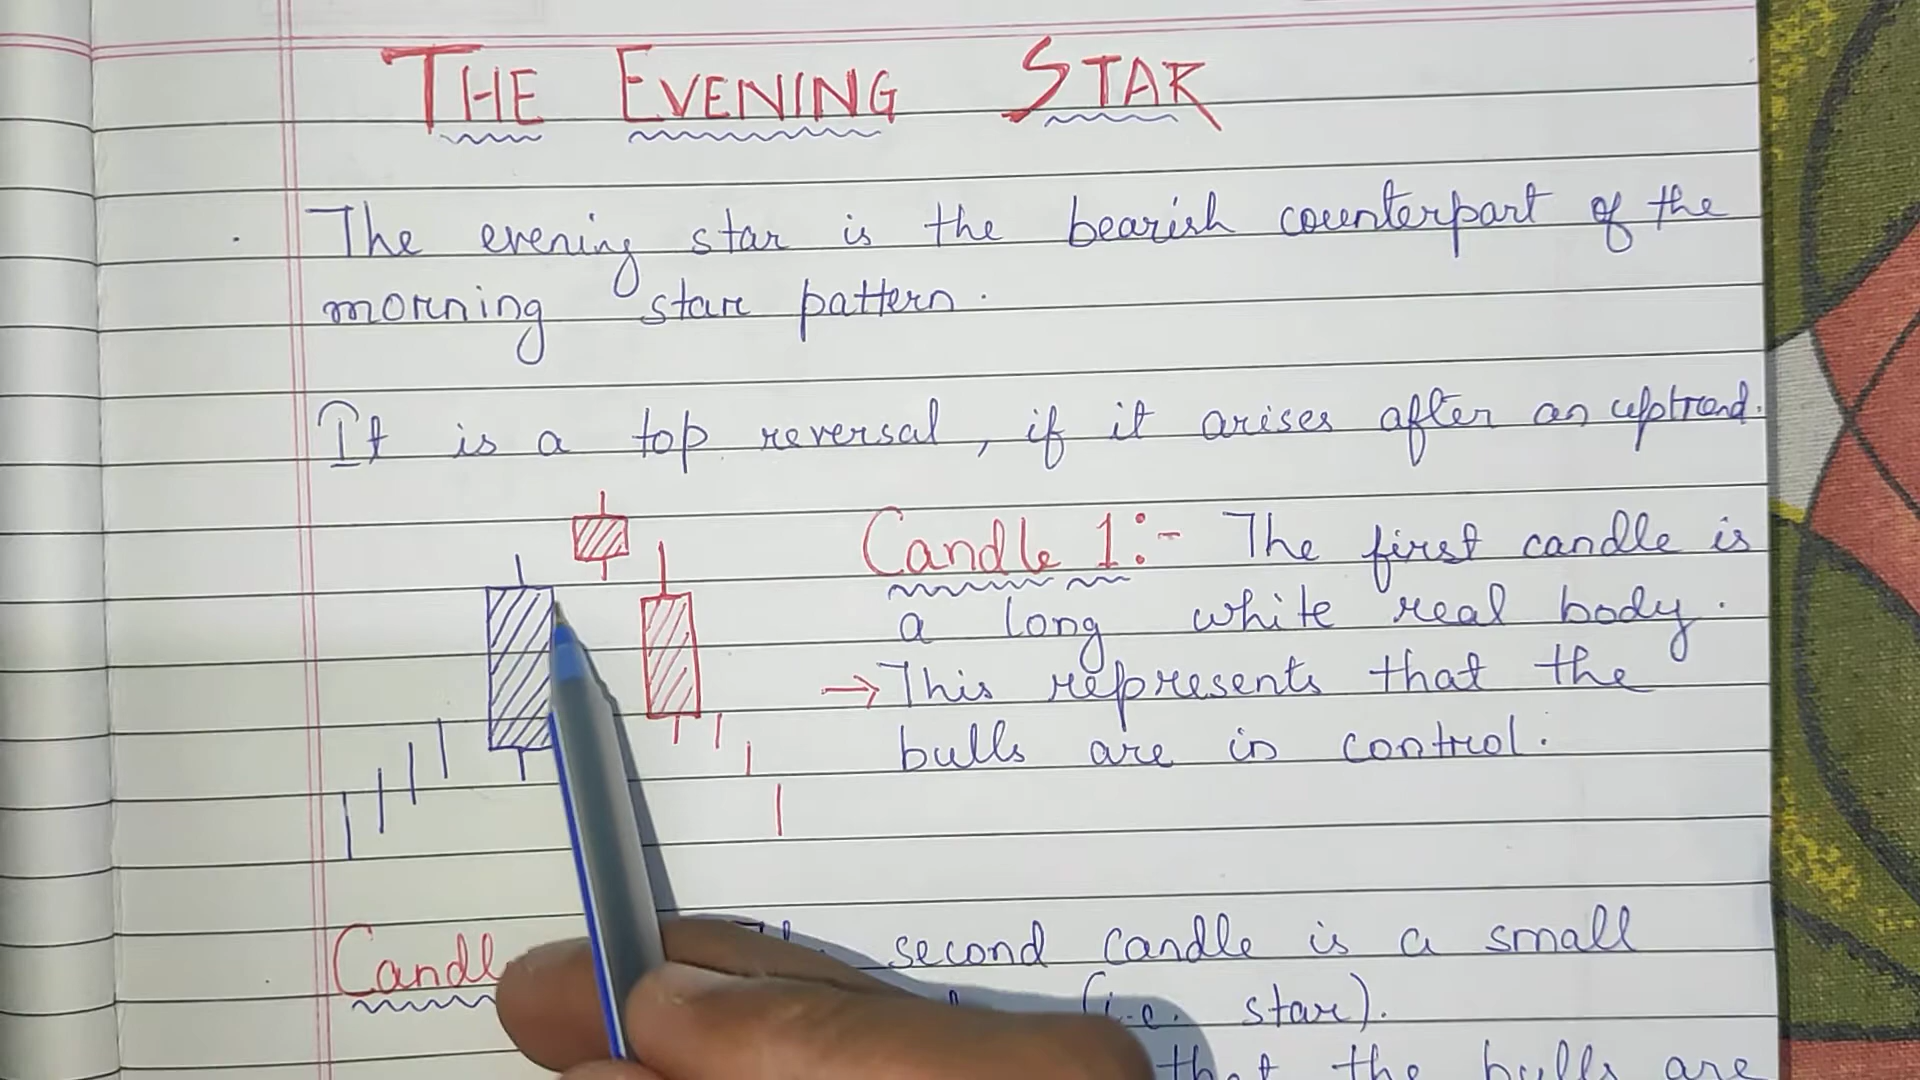 THE EVENING STAR
The evening star is the bearish counterpart of the
morning star pattern.
It is a top reversal, if it arises after an uptrend.
Candle 1:- The first candle is
a long white real body.
→ This represents that the
bulls are in control.
second candle is a small
(i.e. star).
that the bulls are